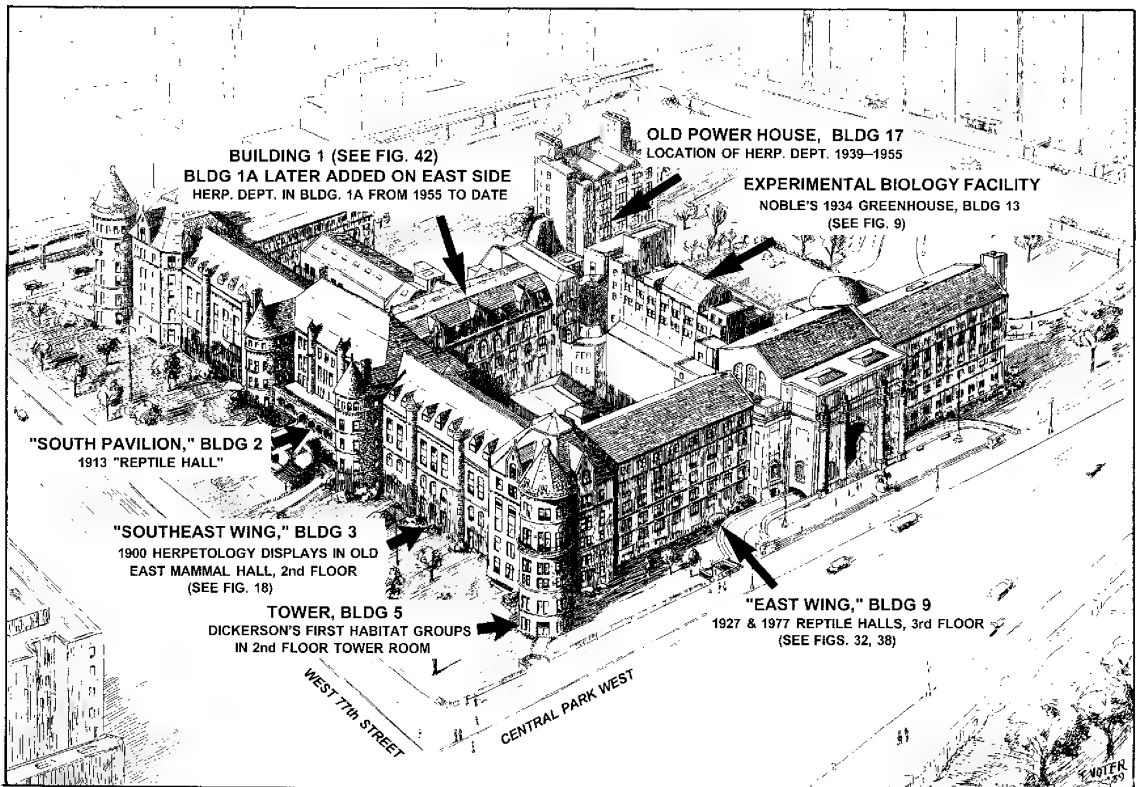 BUILDING 1 (SEE FIG. 42)
BLDG 1A LATER ADDED ON EAST SIDE
HERP. DEPT. IN BLDG. 1A FROM 1955 TO DATE
OLD POWER HOUSE, BLDG 17
LOCATION OF HERP. DEPT. 1939–1955
EXPERIMENTAL BIOLOGY FACILITY
NOBLE'S 1934 GREENHOUSE, BLDG 13
(SEE FIG. 9)
"SOUTH PAVILION," BLDG 2
1913 "REPTILE HALL"
"SOUTHEAST WING," BLDG 3
1900 HERPETOLOGY DISPLAYS IN OLD
EAST MAMMAL HALL, 2nd FLOOR
(SEE FIG. 18)
TOWER, BLDG 5
DICKERSON'S FIRST HABITAT GROUPS
IN 2nd FLOOR TOWER ROOM
"EAST WING," BLDG 9
1927 & 1977 REPTILE HALLS, 3rd FLOOR
(SEE FIGS. 32, 38)
WEST 77th STREET
CENTRAL PARK WEST
VOTER
'59